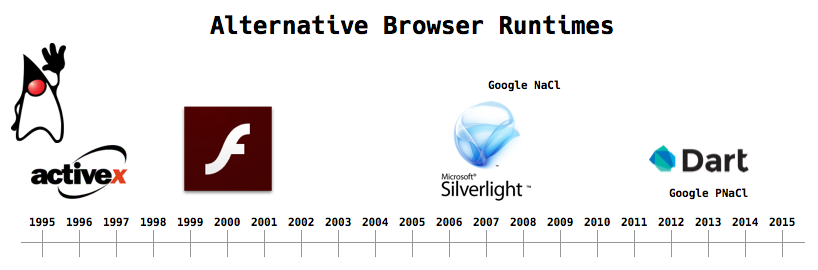 Alternative Browser Runtimes
Google NaCl
activex
Microsoft®
Silverlight™
Dart
Google PNaCl
1995 1996 1997 1998 1999 2000 2001 2002 2003 2004 2005 2006 2007 2008 2009 2010 2011 2012 2013 2014 2015